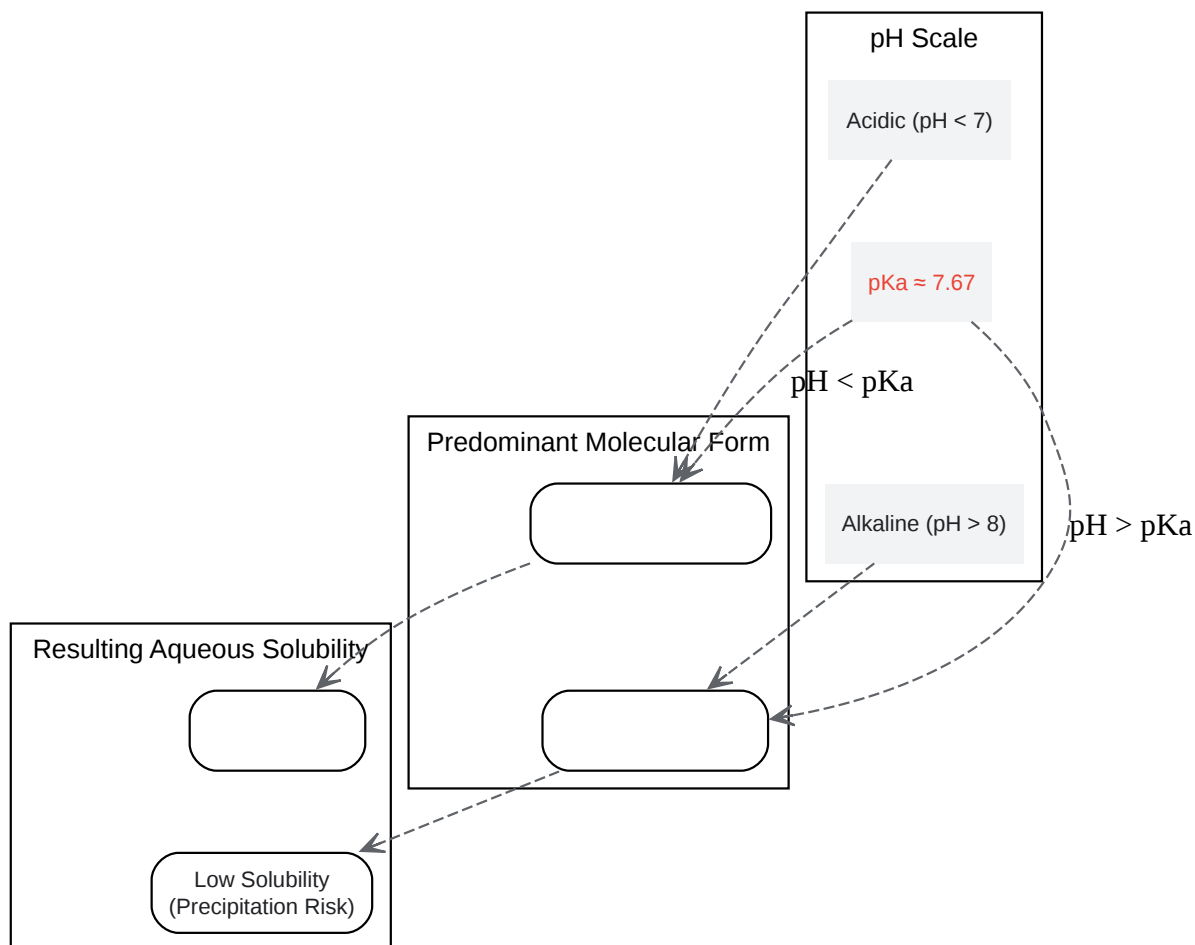 pH Scale
Acidic (pH < 7)
pKa ≈ 7.67
pH < pKa
Predominant Molecular Form
Alkaline (pH > 8)
pH > pKa
Resulting Aqueous Solubility
Low Solubility
(Precipitation Risk)